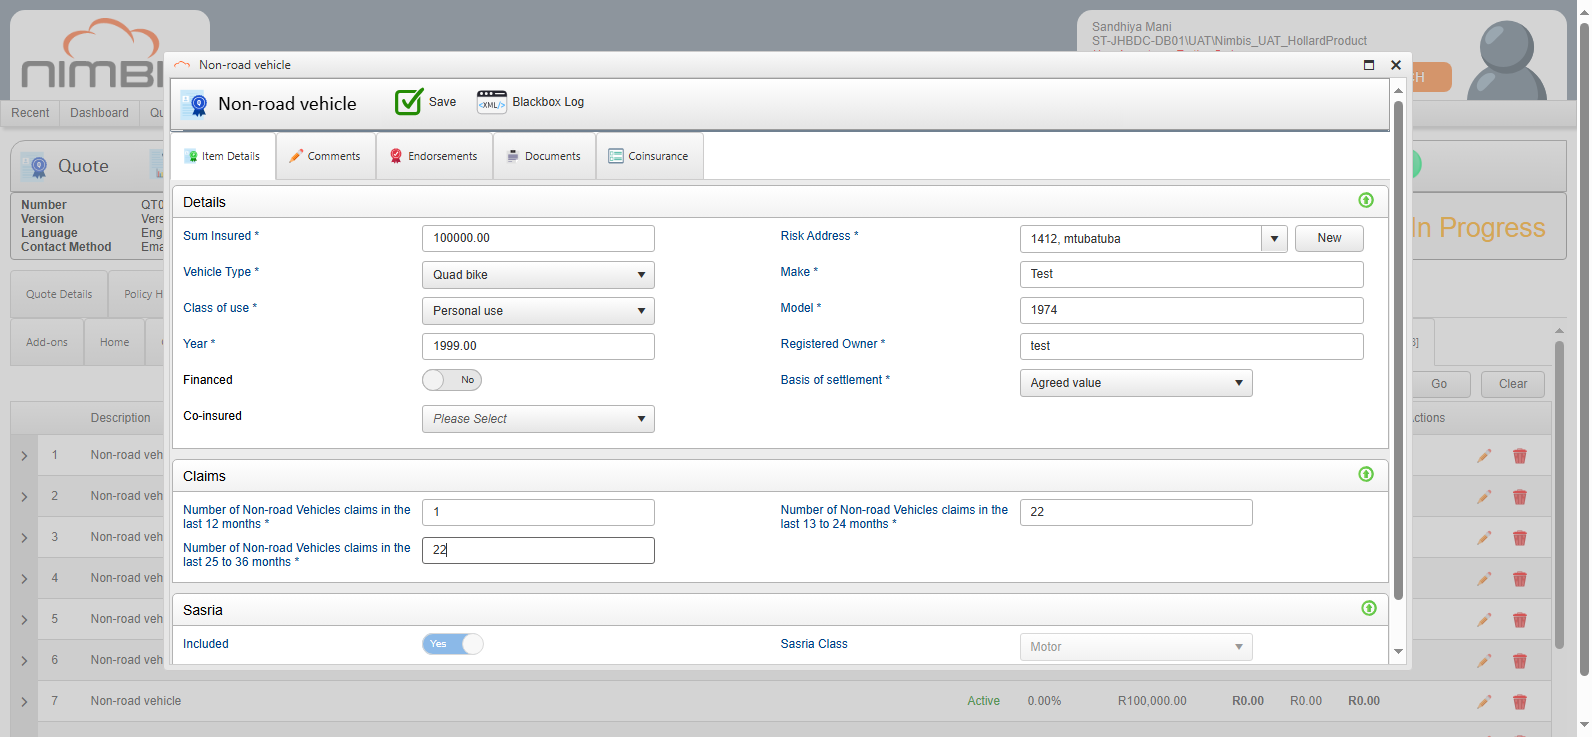 NIMBIS
Sandhiya Mani
ST-JHBDC-DB01\UAT\Nimbis_UAT_HollardProduct
Recent
Dashboard
Non-road vehicle
Non-road vehicle
Save
<XML/>
Blackbox Log
Item Details
Comments
Endorsements
Documents
Coinsurance
Quote
Number
Version
Language
Contact Method
In Progress
Quote Details
Add-ons
Home
Go
Clear
Description
Details
Sum Insured *
100000.00
Risk Address *
1412, mtubatuba
New
Vehicle Type *
Quad bike
Make *
Test
Class of use *
Personal use
Model *
1974
Year *
1999.00
Registered Owner *
test
Financed
No
Basis of settlement *
Agreed value
Co-insured
Please Select
Claims
Number of Non-road Vehicles claims in the
last 12 months *
1
Number of Non-road Vehicles claims in the
last 13 to 24 months *
22
Number of Non-road Vehicles claims in the
last 25 to 36 months *
22
Sasria
Included
Yes
Sasria Class
Motor
1 Non-road veh
2 Non-road veh
3 Non-road veh
4 Non-road veh
5 Non-road veh
6 Non-road veh
7 Non-road vehicle Active 0.00% R100,000.00 R0.00 R0.00 R0.00